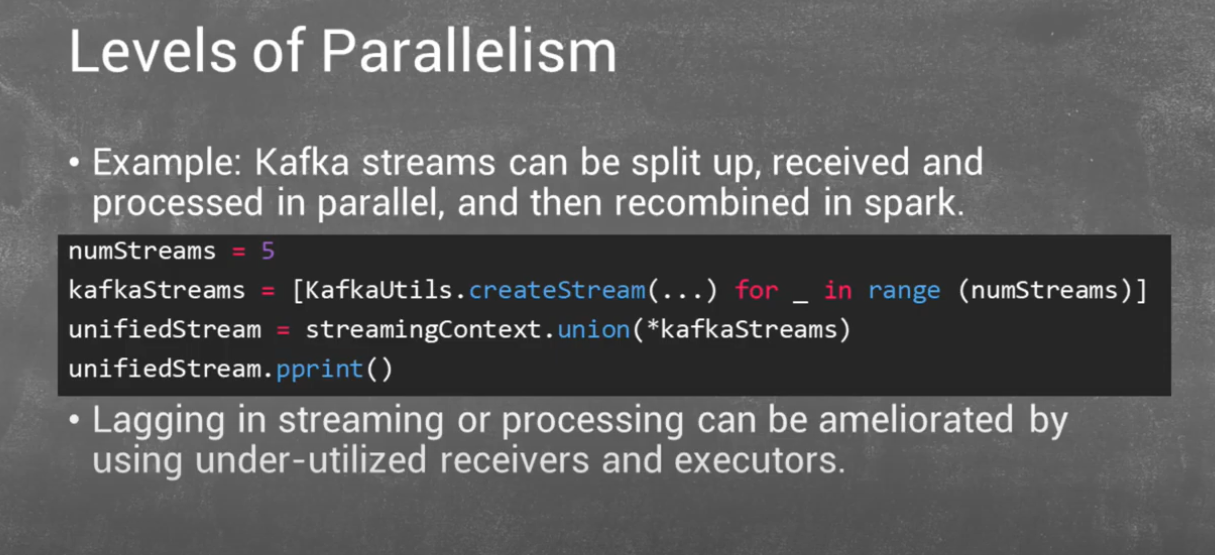 Levels of Parallelism
• Example: Kafka streams can be split up, received and
processed in parallel, and then recombined in spark.
numStreams = 5
kafkaStreams = [KafkaUtils.createStream(...) for _ in range (numStreams)]
unifiedStream = streamingContext.union(*kafkaStreams)
unifiedStream.pprint()
• Lagging in streaming or processing can be ameliorated by
using under-utilized receivers and executors.